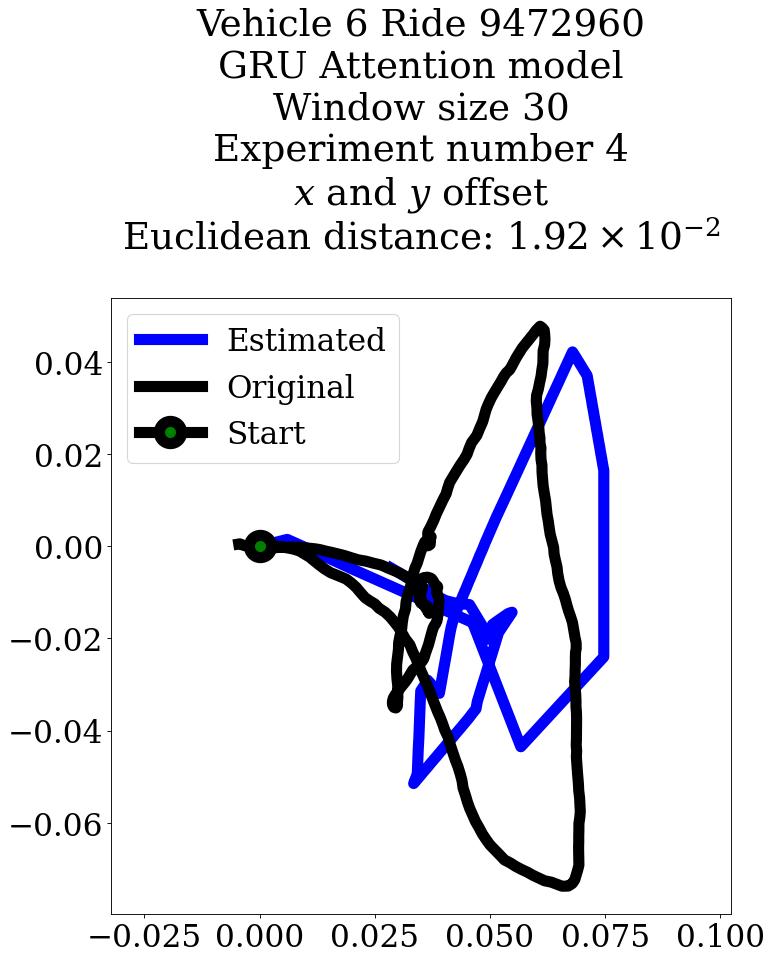 Vehicle 6 Ride 9472960
GRU Attention model
Window size 30
Experiment number 4
x and y offset
Euclidean distance: 1.92 × 10⁻²
Estimated
Original
Start
0.04
0.02
0.00
−0.02
−0.04
−0.06
−0.025 0.000 0.025 0.050 0.075 0.100